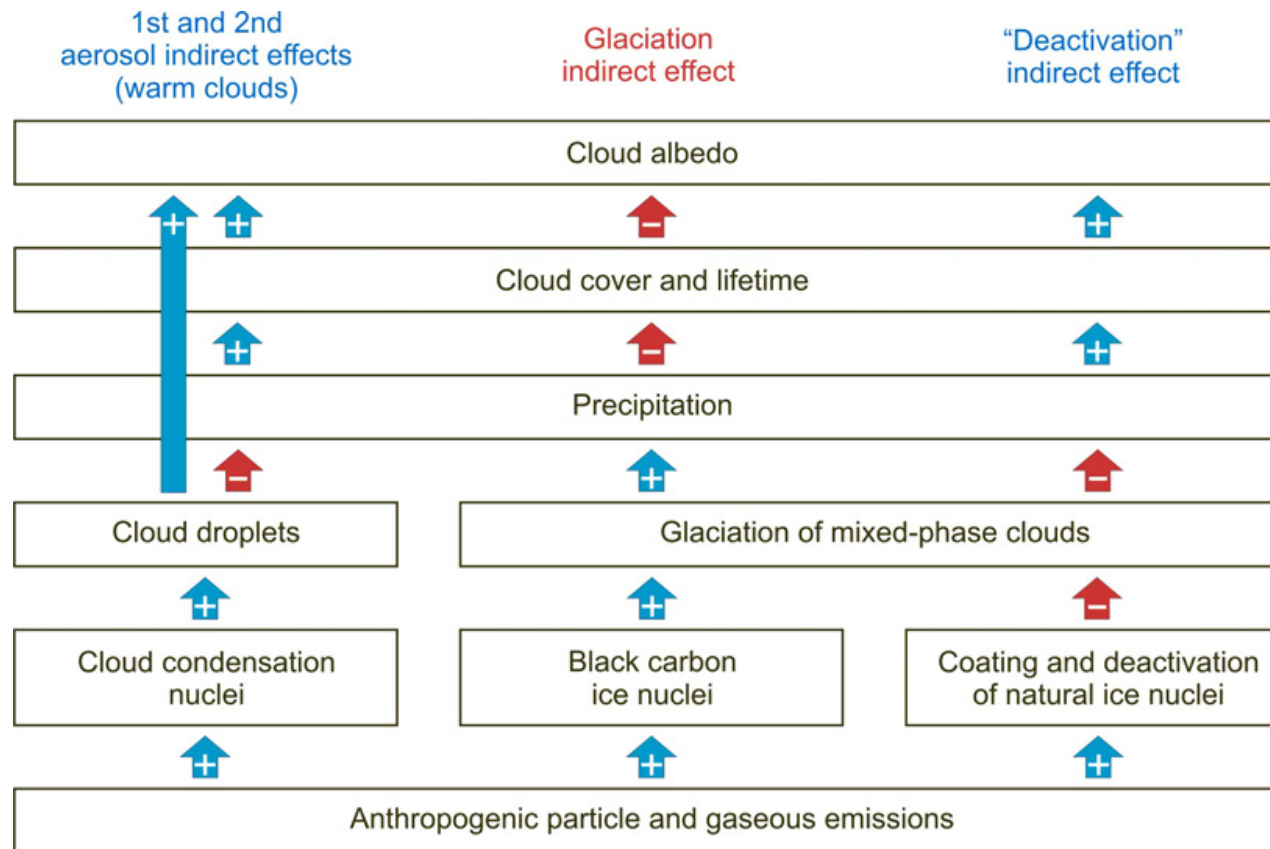 1st and 2nd
aerosol indirect effects
(warm clouds)
Glaciation
indirect effect
“Deactivation”
indirect effect
Cloud albedo
+
+
−
+
Cloud cover and lifetime
+
−
+
Precipitation
−
+
−
Cloud droplets
Glaciation of mixed-phase clouds
+
+
−
Cloud condensation
nuclei
Black carbon
ice nuclei
Coating and deactivation
of natural ice nuclei
+
+
+
Anthropogenic particle and gaseous emissions